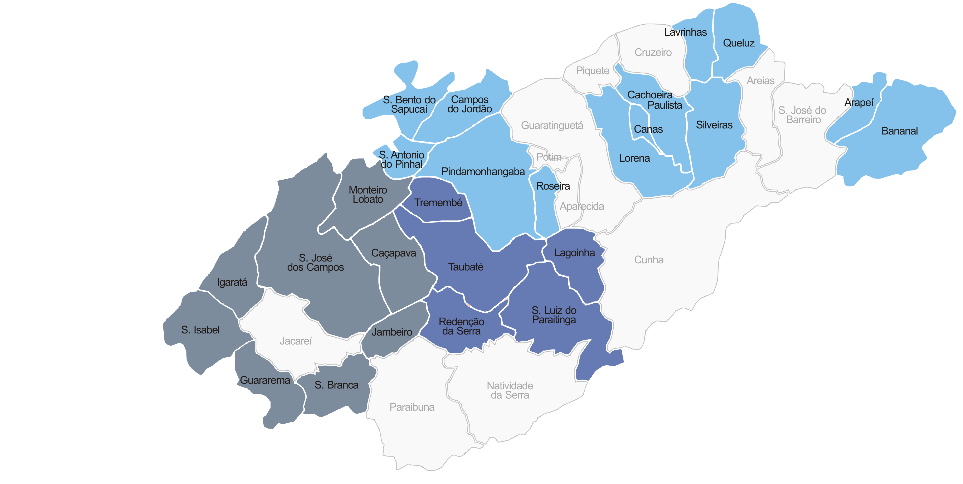 Lavrinhas
Queluz
Cruzeiro
Piquete
Areias
S. Bento do
Sapucaí
Campos
do Jordão
Cachoeira
Paulista
Arapeí
S. José do
Barreiro
Guaratinguetá
Canas
Silveiras
Bananal
S. Antonio
do Pinhal
Potim
Lorena
Pindamonhangaba
Roseira
Monteiro
Lobato
Tremembé
Aparecida
Caçapava
Lagoinha
S. José
dos Campos
Taubaté
Cunha
Igaratá
S. Isabel
Redenção
da Serra
S. Luiz do
Paraitinga
Jambeiro
Jacareí
Guararema
S. Branca
Natividade
da Serra
Paraibuna